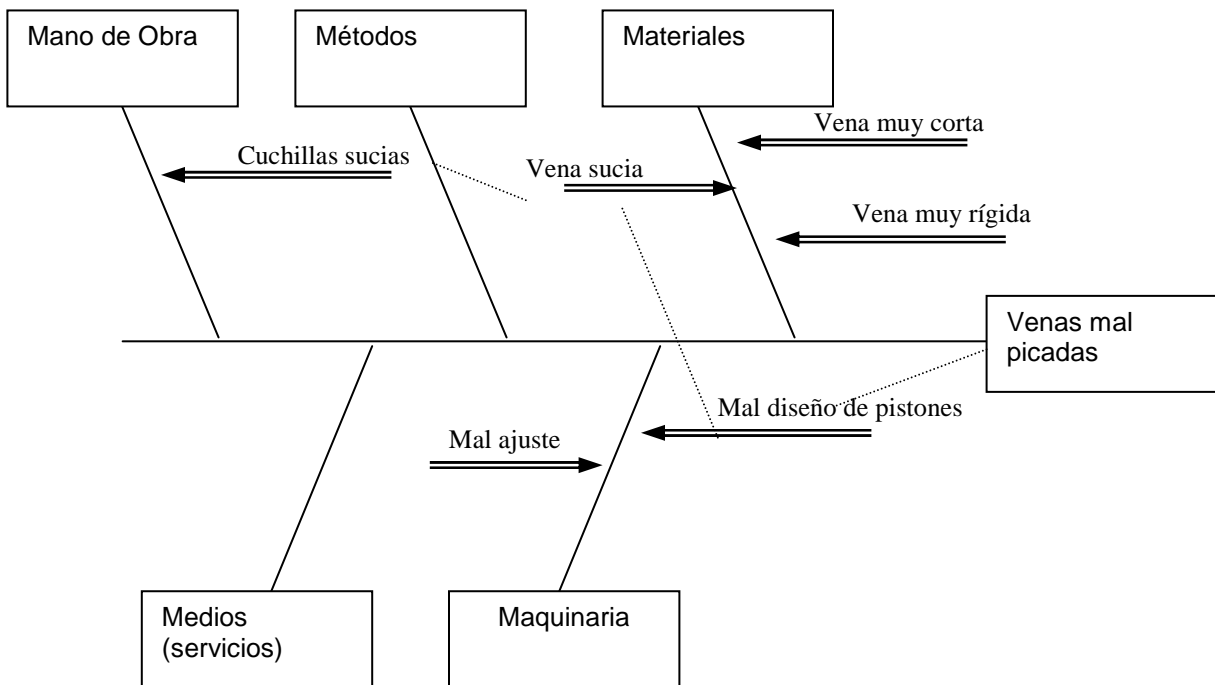 Mano de Obra
Métodos
Materiales
Vena muy corta
Cuchillas sucias
Vena sucia
Vena muy rígida
Venas mal
picadas
Mal diseño de pistones
Mal ajuste
Medios
(servicios)
Maquinaria